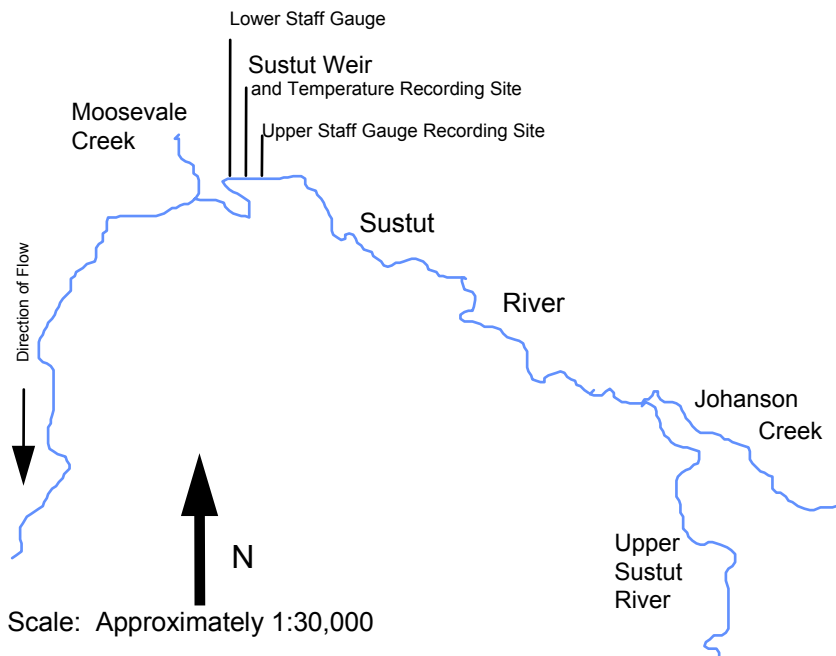 Lower Staff Gauge
Sustut Weir
and Temperature Recording Site
Moosevale
Creek
Upper Staff Gauge Recording Site
Sustut
Direction of Flow
River
Johanson
Creek
N
Upper
Sustut
River
Scale: Approximately 1:30,000